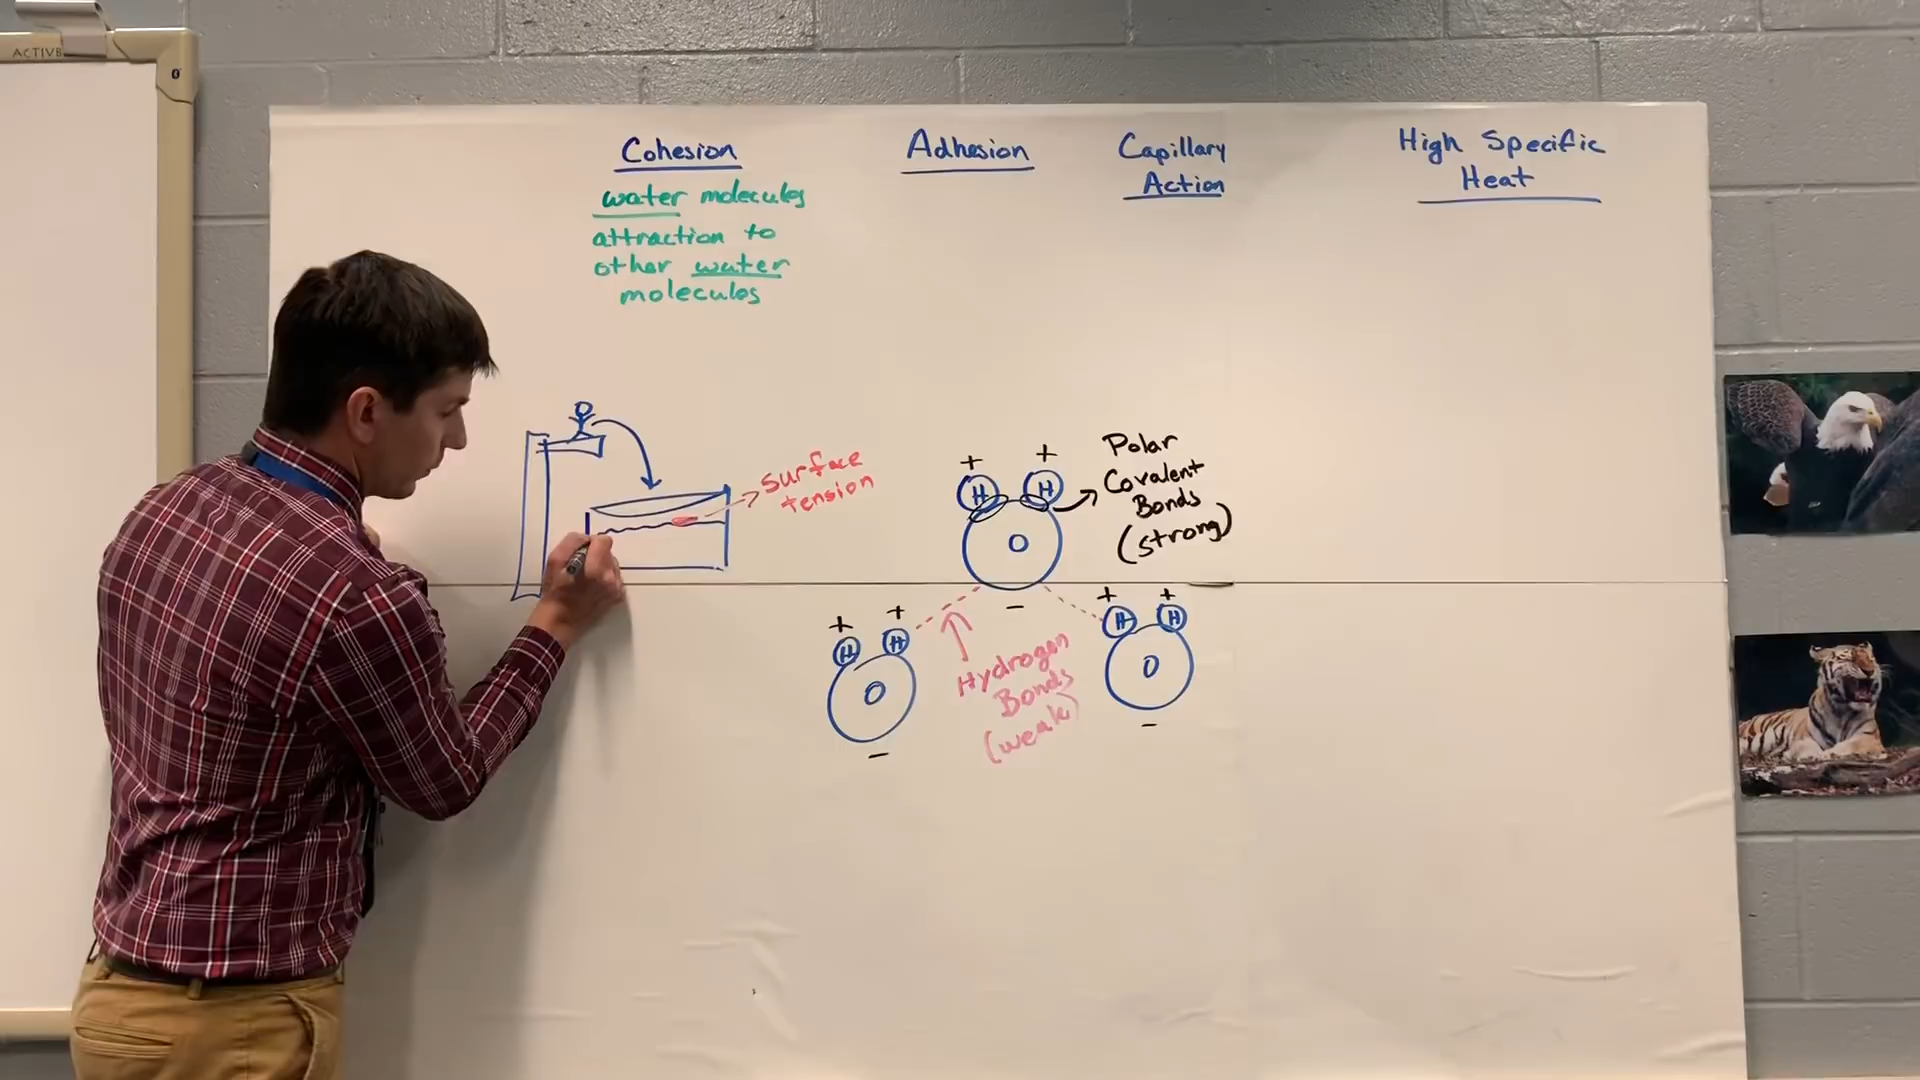 ACTIVB
Cohesion
water molecules
attraction to
other water
molecules
Adhesion
Capillary
Action
High Specific
Heat
Surface
tension
+
+
H
H
O
-
Polar
Covalent
Bonds
(strong)
+
+
H
H
O
-
Hydrogen
Bonds
(weak)
+
+
H
H
O
-